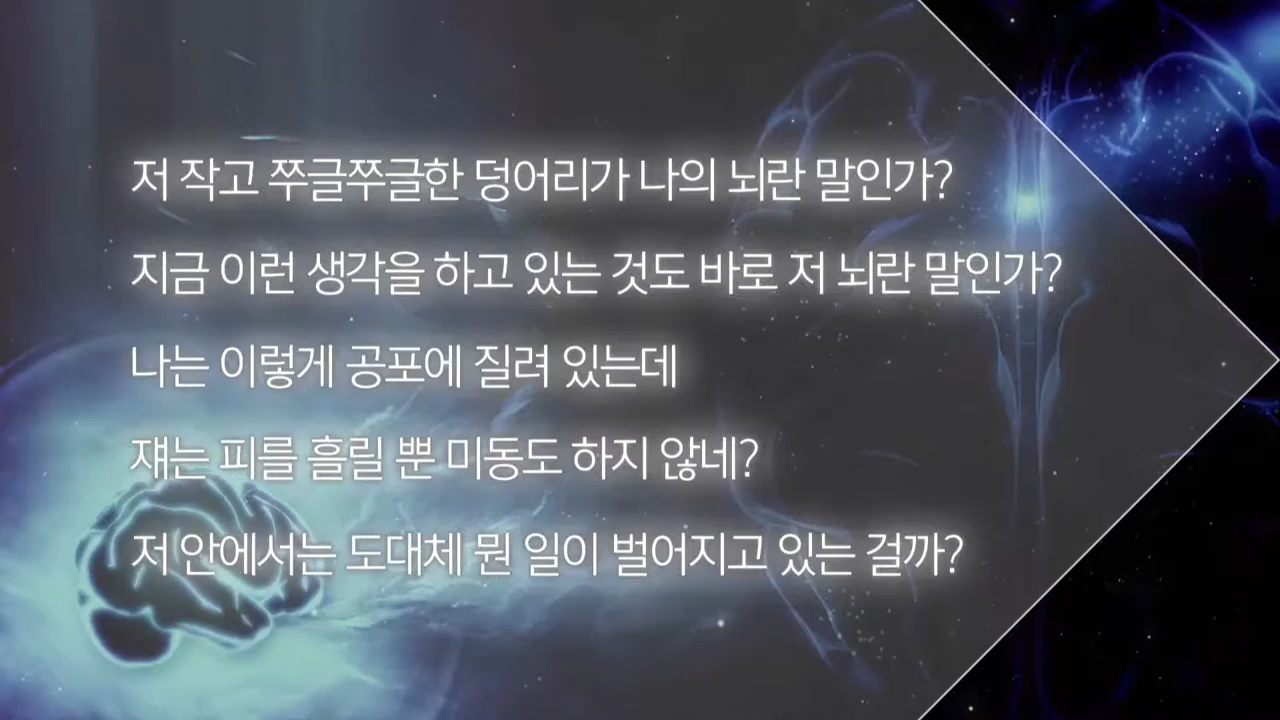 저 작고 쭈글쭈글한 덩어리가 나의 뇌란 말인가?
지금 이런 생각을 하고 있는 것도 바로 저 뇌란 말인가?
나는 이렇게 공포에 질려 있는데
쟤는 피를 흘릴 뿐 미동도 하지 않네?
저 안에서는 도대체 뭔 일이 벌어지고 있는 걸까?